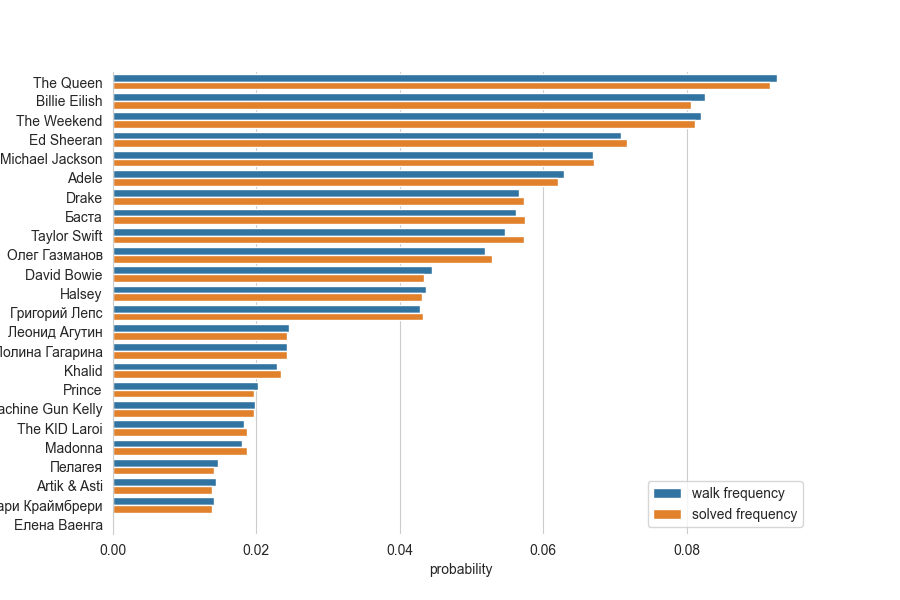 The Queen
Billie Eilish
The Weekend
Ed Sheeran
Michael Jackson
Adele
Drake
Баста
Taylor Swift
Олег Газманов
David Bowie
Halsey
Григорий Лепс
Леонид Агутин
Полина Гагарина
Khalid
Prince
achine Gun Kelly
The KID Laroi
Madonna
Пелагея
Artik & Asti
ари Краймбрери
Елена Ваенга
walk frequency
solved frequency
0.00 0.02 0.04 0.06 0.08
probability